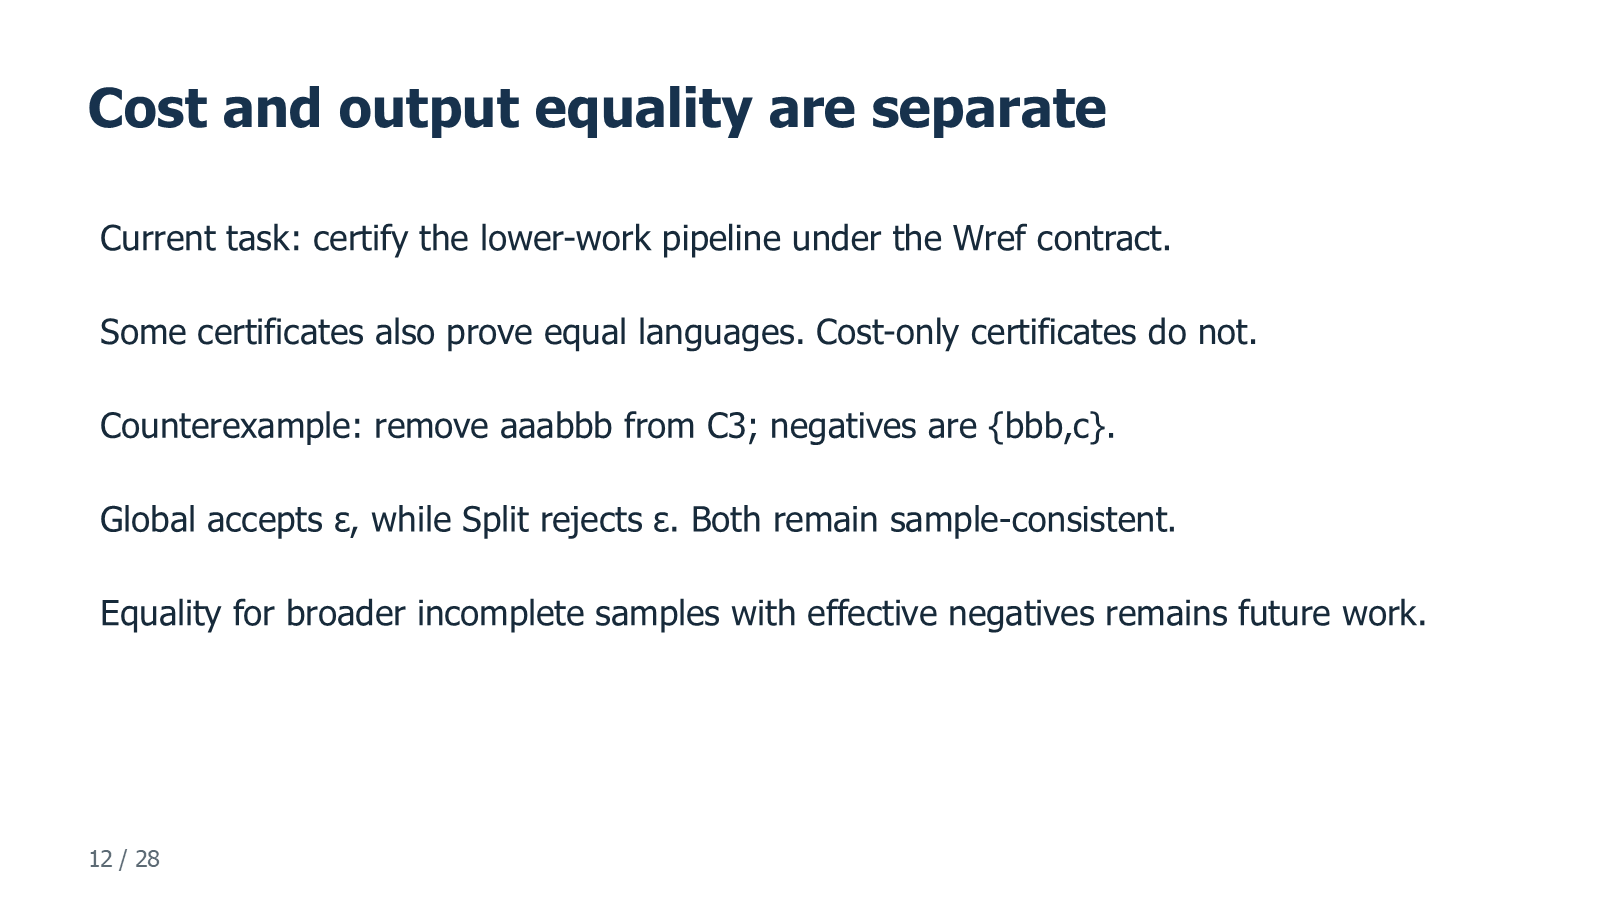 Cost and output equality are separate
Current task: certify the lower-work pipeline under the Wref contract.
Some certificates also prove equal languages. Cost-only certificates do not.
Counterexample: remove aaabbb from C3; negatives are {bbb,c}.
Global accepts ε, while Split rejects ε. Both remain sample-consistent.
Equality for broader incomplete samples with effective negatives remains future work.
12 / 28